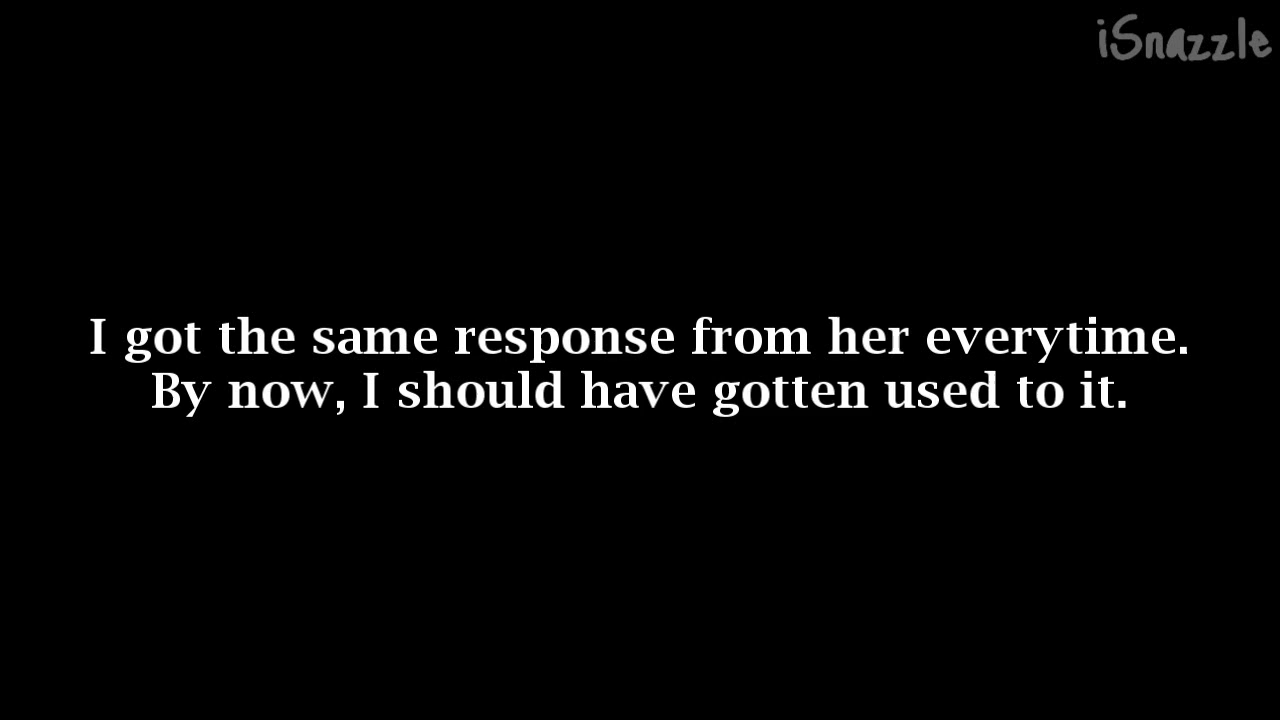 iSnazzle
I got the same response from her everytime.
By now, I should have gotten used to it.